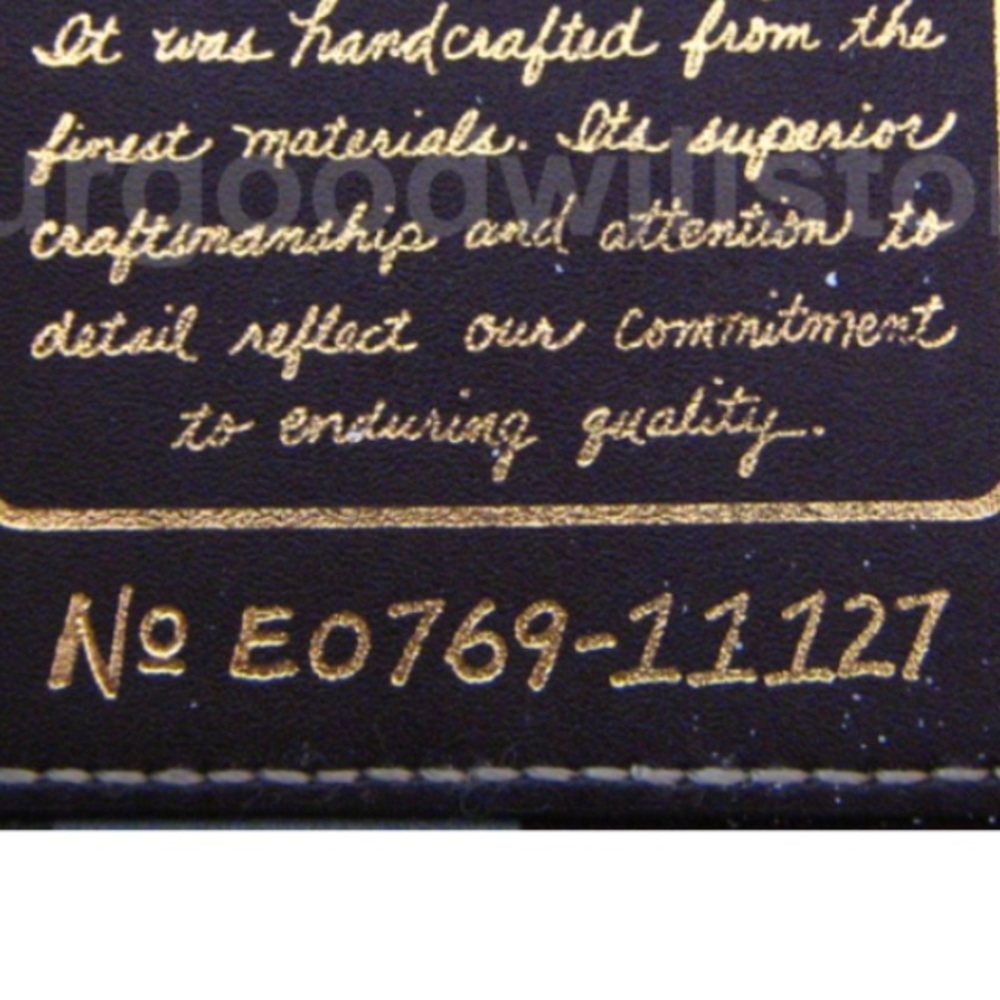 It was handcrafted from the
finest materials. Its superior
urgoodwillsto
craftsmanship and attention to
detail reflect our commitment
to enduring quality.
Nº E0769-11127